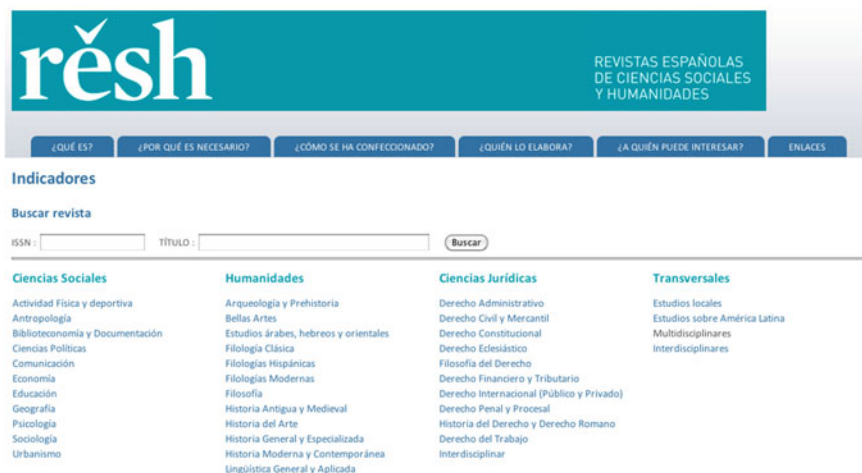 rěsh
REVISTAS ESPAÑOLAS
DE CIENCIAS SOCIALES
Y HUMANIDADES
¿QUÉ ES?
¿POR QUÉ ES NECESARIO?
¿CÓMO SE HA CONFECCIONADO?
¿QUIÉN LO ELABORA?
¿A QUIÉN PUEDE INTERESAR?
ENLACES
Indicadores
Buscar revista
ISSN :
TÍTULO :
Buscar
Ciencias Sociales
Actividad Física y deportiva
Antropología
Biblioteconomía y Documentación
Ciencias Políticas
Comunicación
Economía
Educación
Geografía
Psicología
Sociología
Urbanismo
Humanidades
Arqueología y Prehistoria
Bellas Artes
Estudios árabes, hebreos y orientales
Filología Clásica
Filologías Hispánicas
Filologías Modernas
Filosofía
Historia Antigua y Medieval
Historia del Arte
Historia General y Especializada
Historia Moderna y Contemporánea
Lingüística General y Aplicada
Ciencias Jurídicas
Derecho Administrativo
Derecho Civil y Mercantil
Derecho Constitucional
Derecho Eclesiástico
Filosofía del Derecho
Derecho Financiero y Tributario
Derecho Internacional (Público y Privado)
Derecho Penal y Procesal
Historia del Derecho y Derecho Romano
Derecho del Trabajo
Interdisciplinar
Transversales
Estudios locales
Estudios sobre América Latina
Multidisciplinares
Interdisciplinares